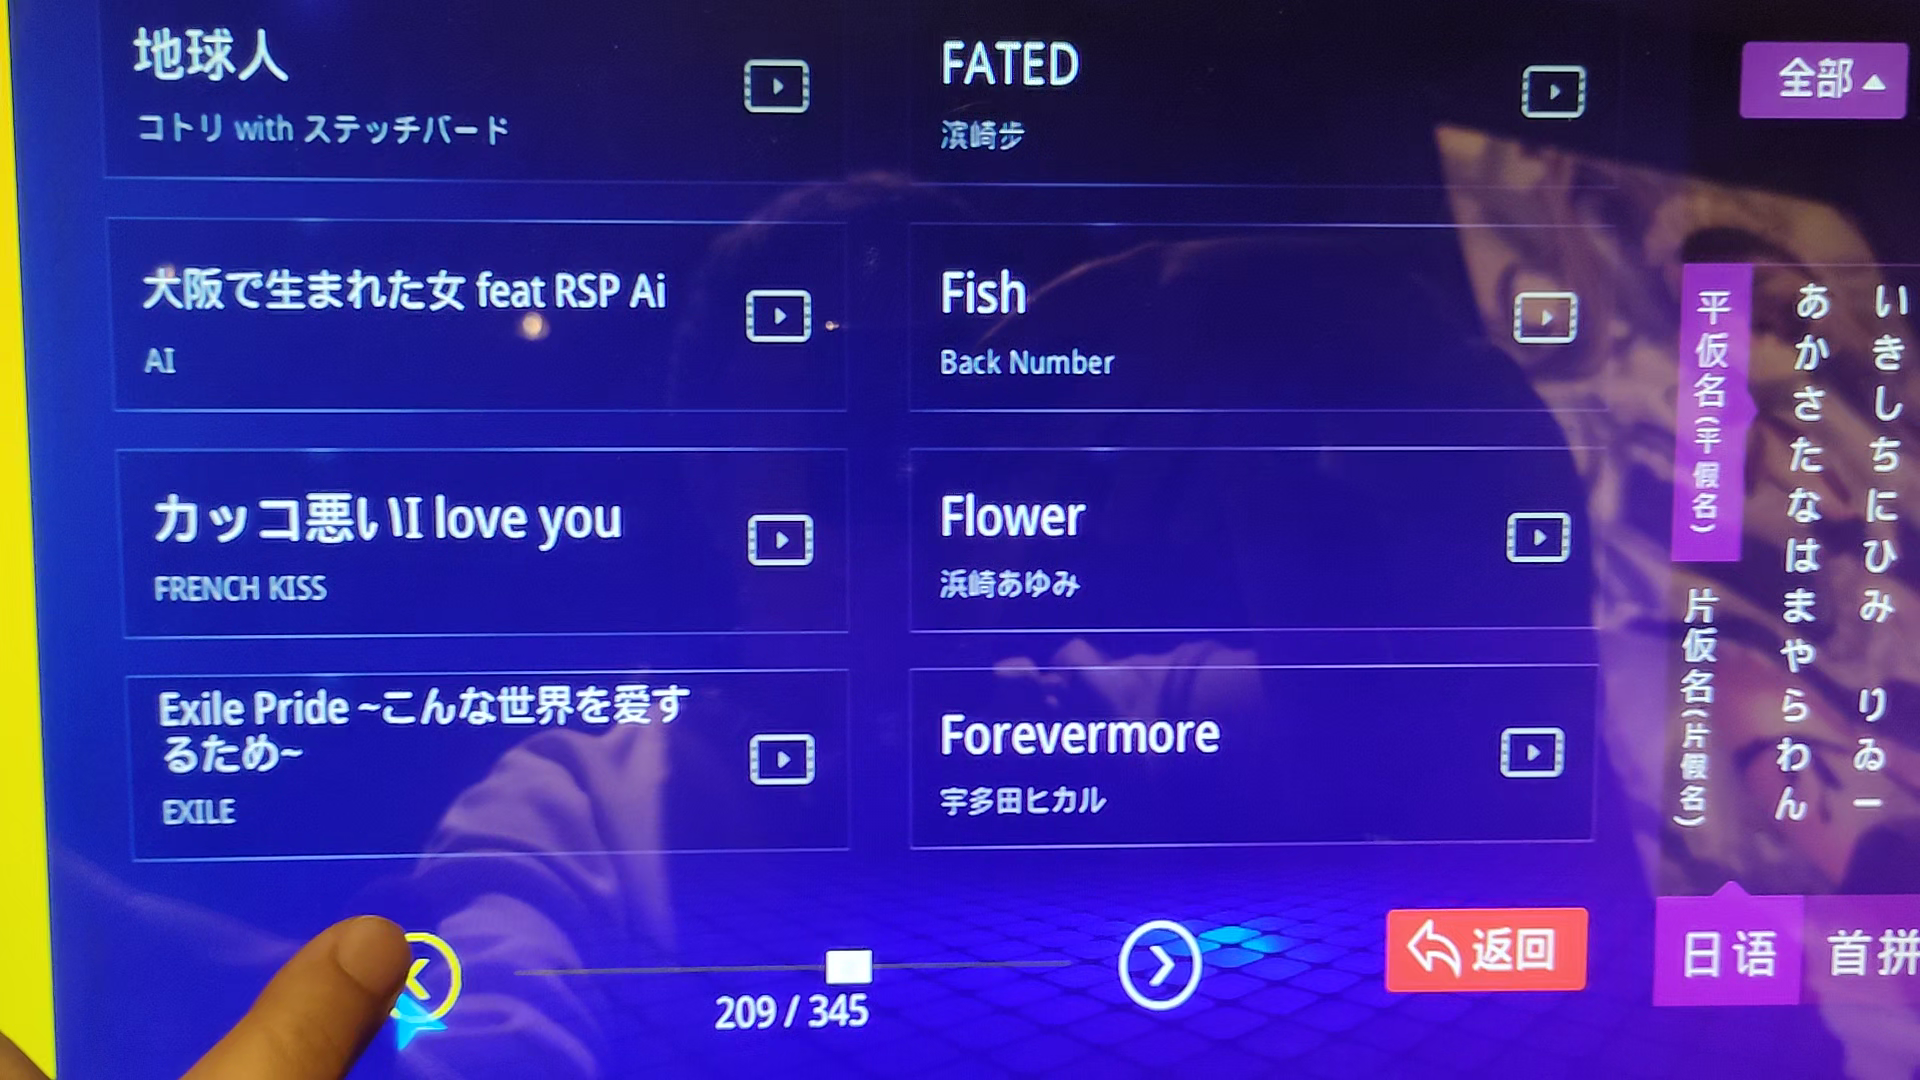 地球人
コトリ with ステッチバード
FATED
滨崎步
大阪で生まれた女 feat RSP Ai
AI
Fish
Back Number
カッコ悪いI love you
FRENCH KISS
Flower
浜崎あゆみ
Exile Pride ~こんな世界を愛す
るため~
EXILE
Forevermore
宇多田ヒカル
209 / 345
返回
全部
平仮名(平假名)
片仮名(片假名)
あかさたなはまやらわん
いきしちにひみ りゐー
日语
首拼